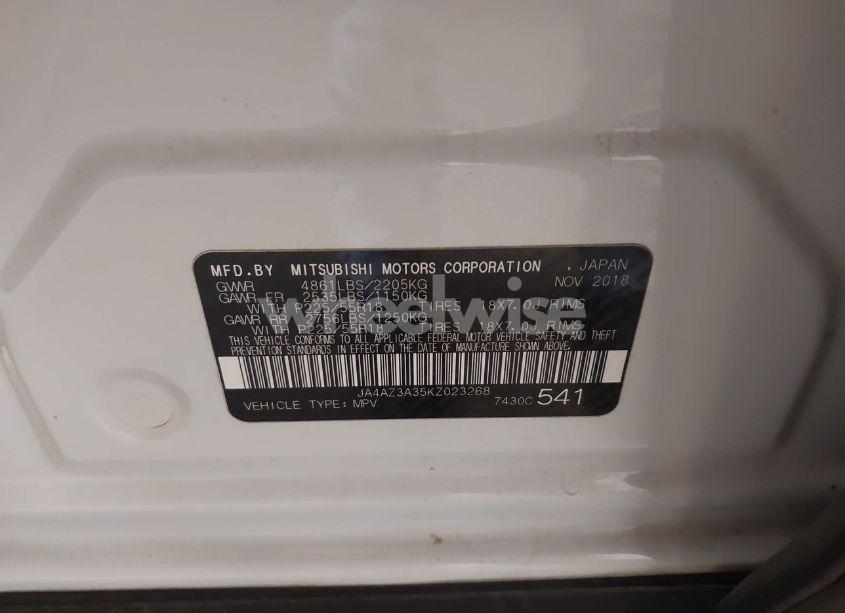 MFD.BY MITSUBISHI MOTORS CORPORATION . JAPAN
GWWR 4861LBS/2205KG NOV 2018
GAWR FR 2535LBS/1150KG
WITH P225/55R18 TIRES 18X7.0J RIMS
GAWR RR 2756LBS/1250KG
WITH P225/55R18 TIRES 18X7.0J RIMS
wheelwise
THIS VEHICLE CONFORMS TO ALL APPLICABLE FEDERAL MOTOR VEHICLE SAFETY AND THEFT
PREVENTION STANDARDS IN EFFECT ON THE DATE OF MANUFACTURE SHOWN ABOVE.
JA4AZ3A35KZ023268
VEHICLE TYPE: MPV 7430C 541